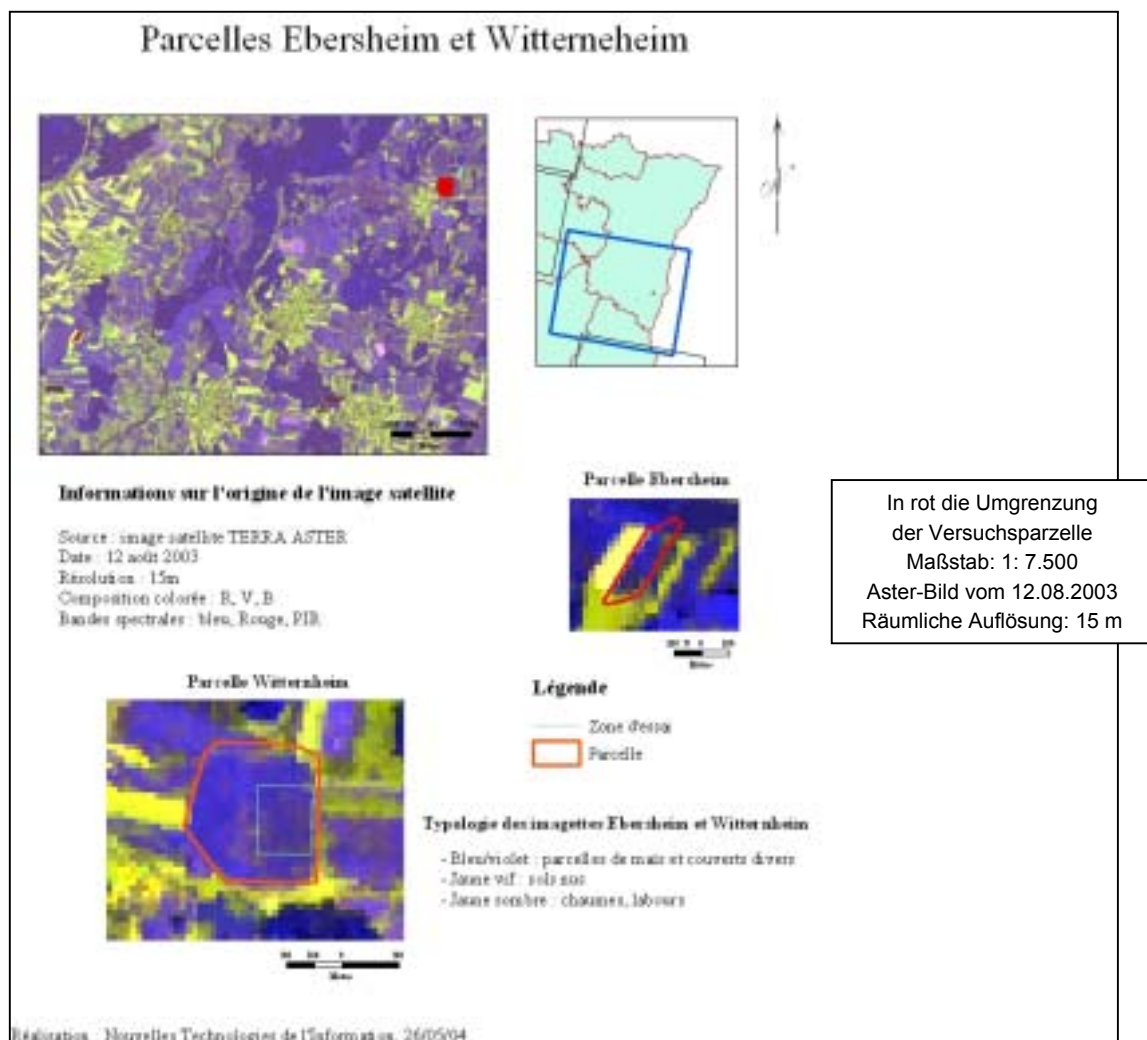 Parcelles Ebersheim et Witterneheim
Informations sur l'origine de l'image satellite
Source : image satellite TERRA ASTER
Date : 12 août 2003
Résolution : 15m
Composition colorée : R, V, B
Bandes spectrales : bleu, Rouge, PIR
Parcelle Ebersheim
In rot die Umgrenzung
der Versuchsparzelle
Maßstab: 1: 7.500
Aster-Bild vom 12.08.2003
Räumliche Auflösung: 15 m
Parcelle Witternheim
Légende
Zone d'essai
Parcelle
Typologie des imagettes Ebersheim et Witternheim
- Bleu/violet : parcelles de maïs et couverts divers
- Jaune vif : sols nus
- Jaune sombre : chaumes, labours
Réalisation : Nouvelles Technologies de l'Information, 26/05/04